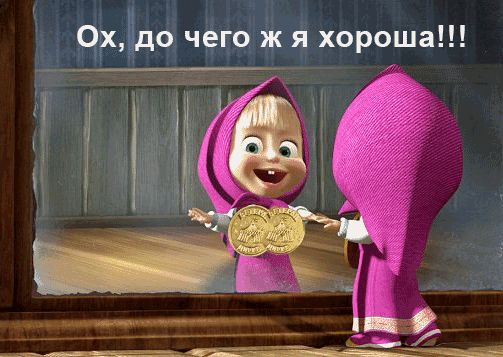 Ох, до чего ж я хороша!!!